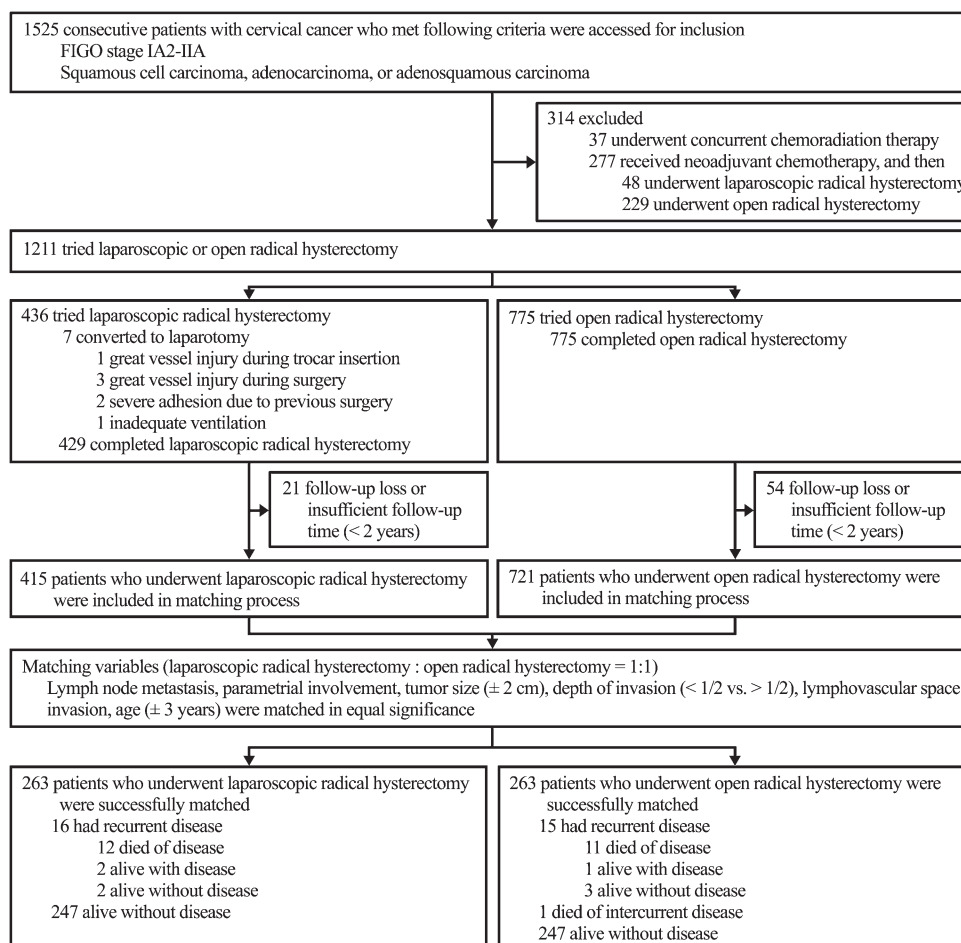 1525 consecutive patients with cervical cancer who met following criteria were accessed for inclusion
FIGO stage IA2-IIA
Squamous cell carcinoma, adenocarcinoma, or adenosquamous carcinoma
314 excluded
37 underwent concurrent chemoradiation therapy
277 received neoadjuvant chemotherapy, and then
48 underwent laparoscopic radical hysterectomy
229 underwent open radical hysterectomy
1211 tried laparoscopic or open radical hysterectomy
436 tried laparoscopic radical hysterectomy
7 converted to laparotomy
1 great vessel injury during trocar insertion
3 great vessel injury during surgery
2 severe adhesion due to previous surgery
1 inadequate ventilation
429 completed laparoscopic radical hysterectomy
775 tried open radical hysterectomy
775 completed open radical hysterectomy
21 follow-up loss or
insufficient follow-up
time (< 2 years)
54 follow-up loss or
insufficient follow-up
time (< 2 years)
415 patients who underwent laparoscopic radical hysterectomy
were included in matching process
721 patients who underwent open radical hysterectomy were
included in matching process
Matching variables (laparoscopic radical hysterectomy : open radical hysterectomy = 1:1)
Lymph node metastasis, parametrial involvement, tumor size (± 2 cm), depth of invasion (< 1/2 vs. > 1/2), lymphovascular space
invasion, age (± 3 years) were matched in equal significance
263 patients who underwent laparoscopic radical hysterectomy
were successfully matched
16 had recurrent disease
12 died of disease
2 alive with disease
2 alive without disease
247 alive without disease
263 patients who underwent open radical hysterectomy were
successfully matched
15 had recurrent disease
11 died of disease
1 alive with disease
3 alive without disease
1 died of intercurrent disease
247 alive without disease